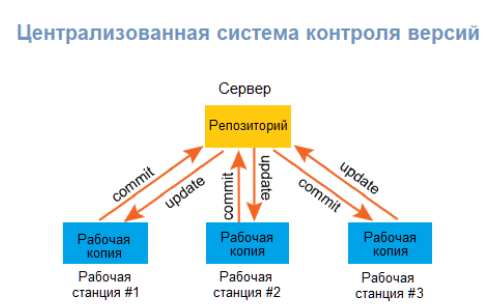 Централизованная система контроля версий
Сервер
Репозиторий
commit
update
commit
update
commit
update
Рабочая
копия
Рабочая
копия
Рабочая
копия
Рабочая
станция #1
Рабочая
станция #2
Рабочая
станция #3